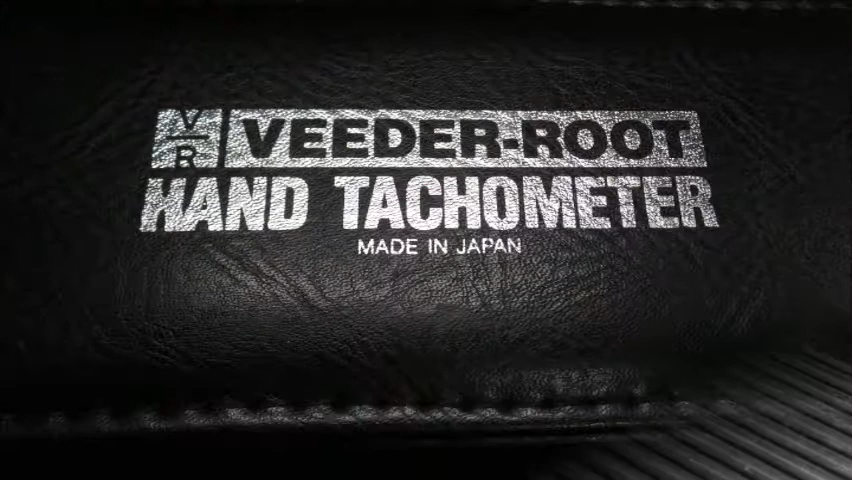 V
R
VEEDER-ROOT
HAND TACHOMETER
MADE IN JAPAN